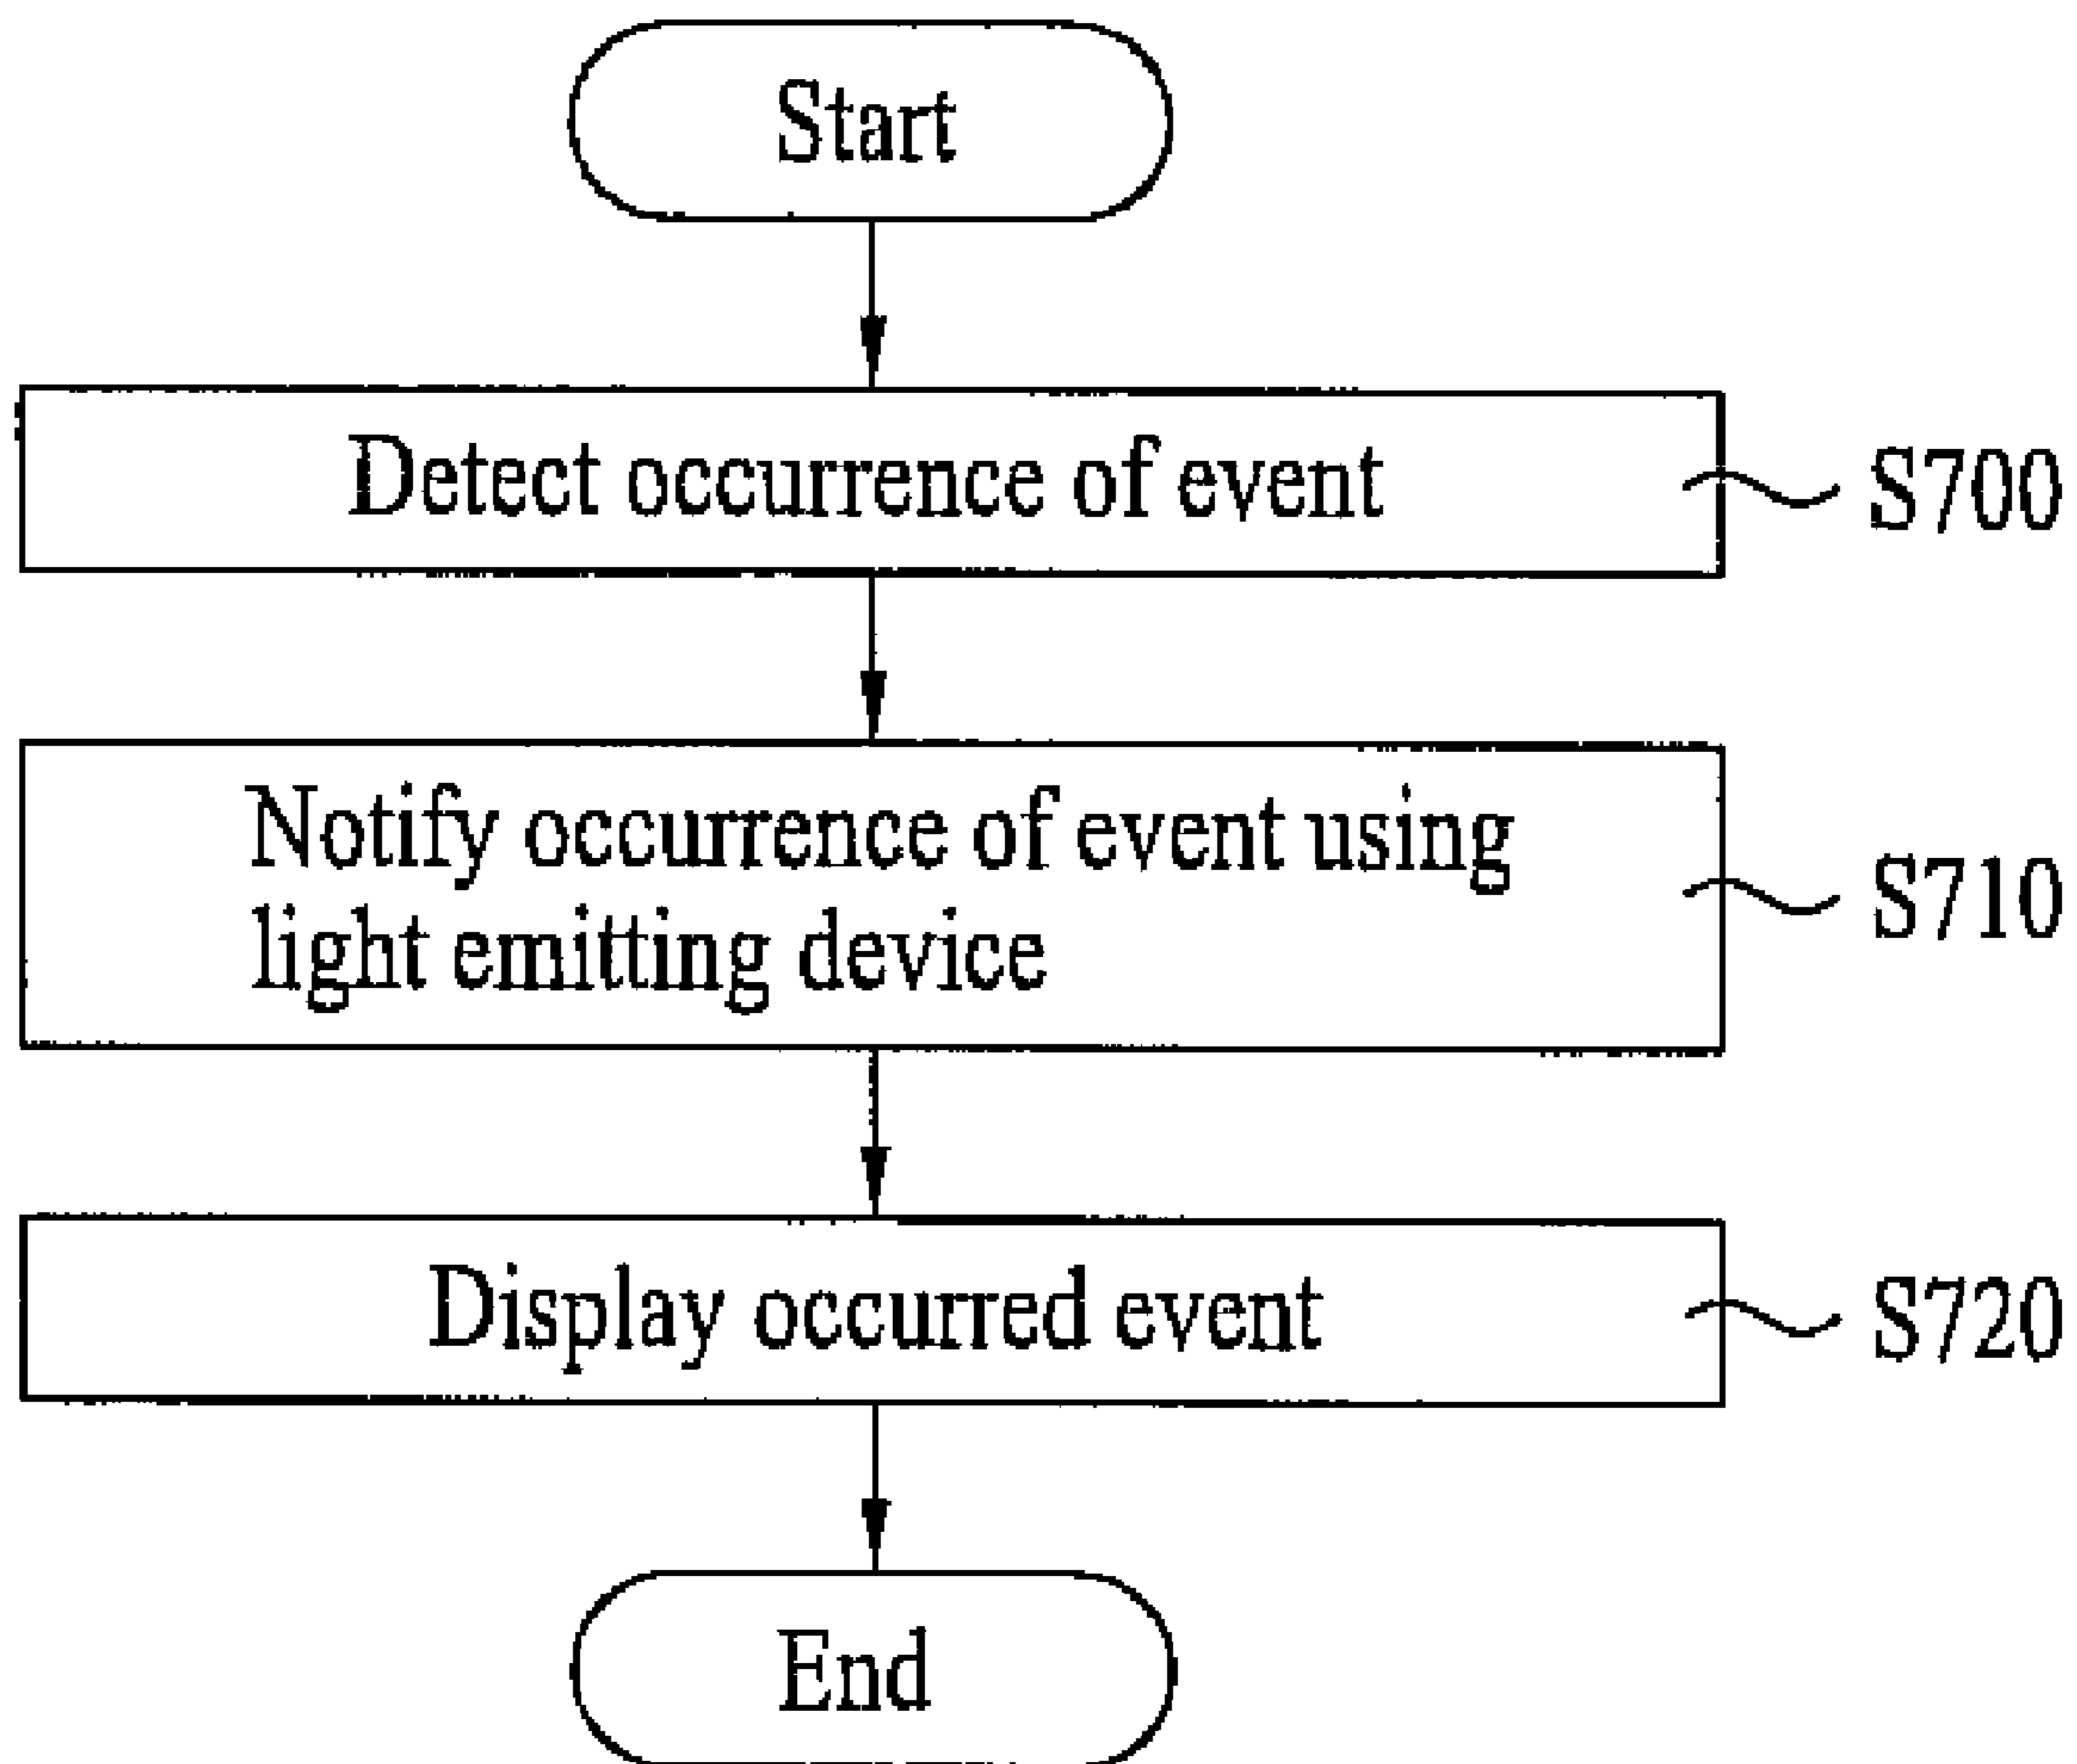 Start
Detect occurrence of event
S700
Notify occurrence of event using
light emitting device
S710
Display occurred event
S720
End